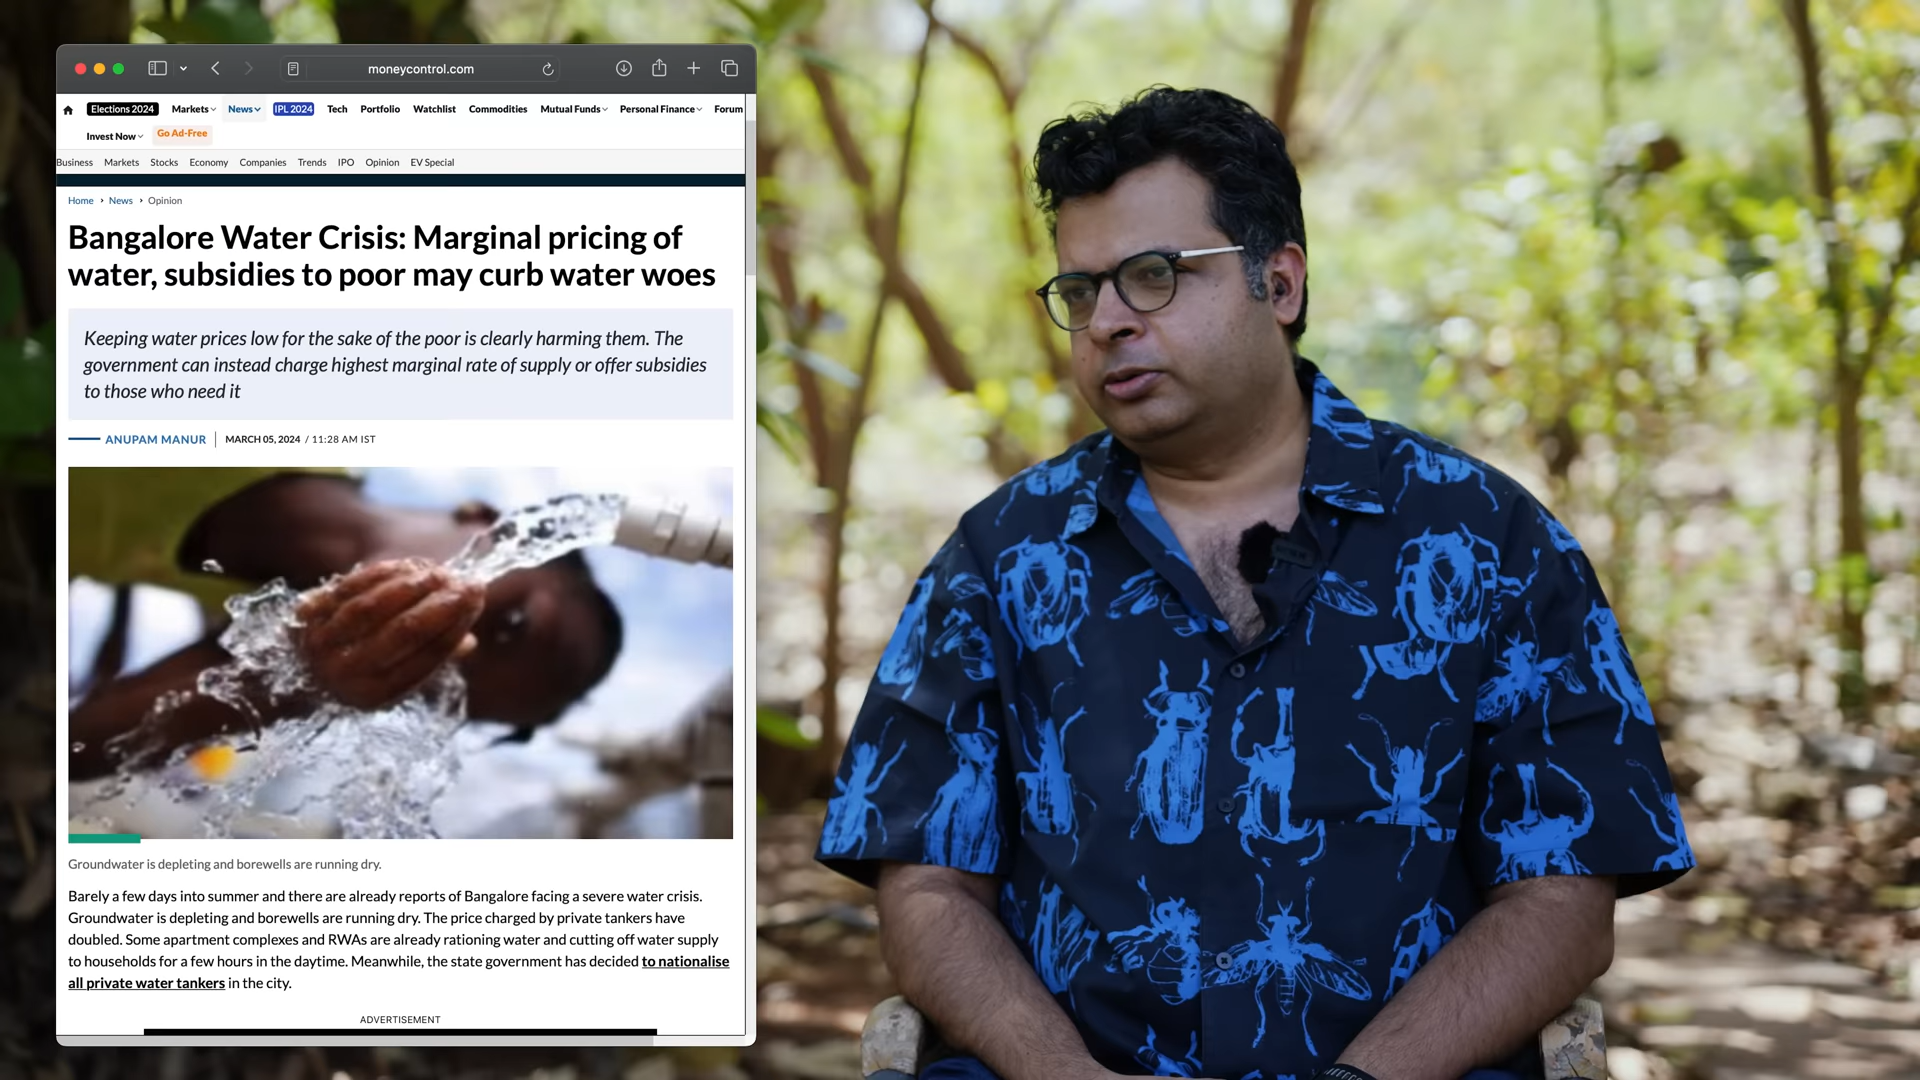 moneycontrol.com
Elections 2024 Markets News IPL 2024 Tech Portfolio Watchlist Commodities Mutual Funds Personal Finance Forum
Invest Now Go Ad-Free
Business Markets Stocks Economy Companies Trends IPO Opinion EV Special
Home › News › Opinion
Bangalore Water Crisis: Marginal pricing of
water, subsidies to poor may curb water woes
Keeping water prices low for the sake of the poor is clearly harming them. The
government can instead charge highest marginal rate of supply or offer subsidies
to those who need it
ANUPAM MANUR | MARCH 05, 2024 / 11:28 AM IST
Groundwater is depleting and borewells are running dry.
Barely a few days into summer and there are already reports of Bangalore facing a severe water crisis.
Groundwater is depleting and borewells are running dry. The price charged by private tankers have
doubled. Some apartment complexes and RWAs are already rationing water and cutting off water supply
to households for a few hours in the daytime. Meanwhile, the state government has decided to nationalise
all private water tankers in the city.
ADVERTISEMENT